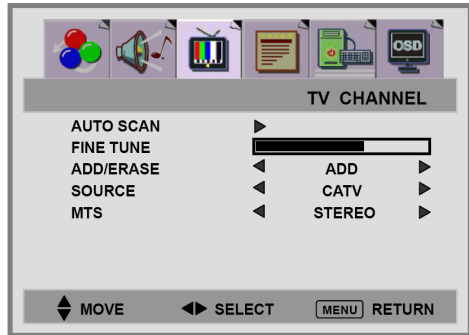 OSD
TV CHANNEL
AUTO SCAN
FINE TUNE
ADD/ERASE ADD
SOURCE CATV
MTS STEREO
MOVE SELECT MENU RETURN